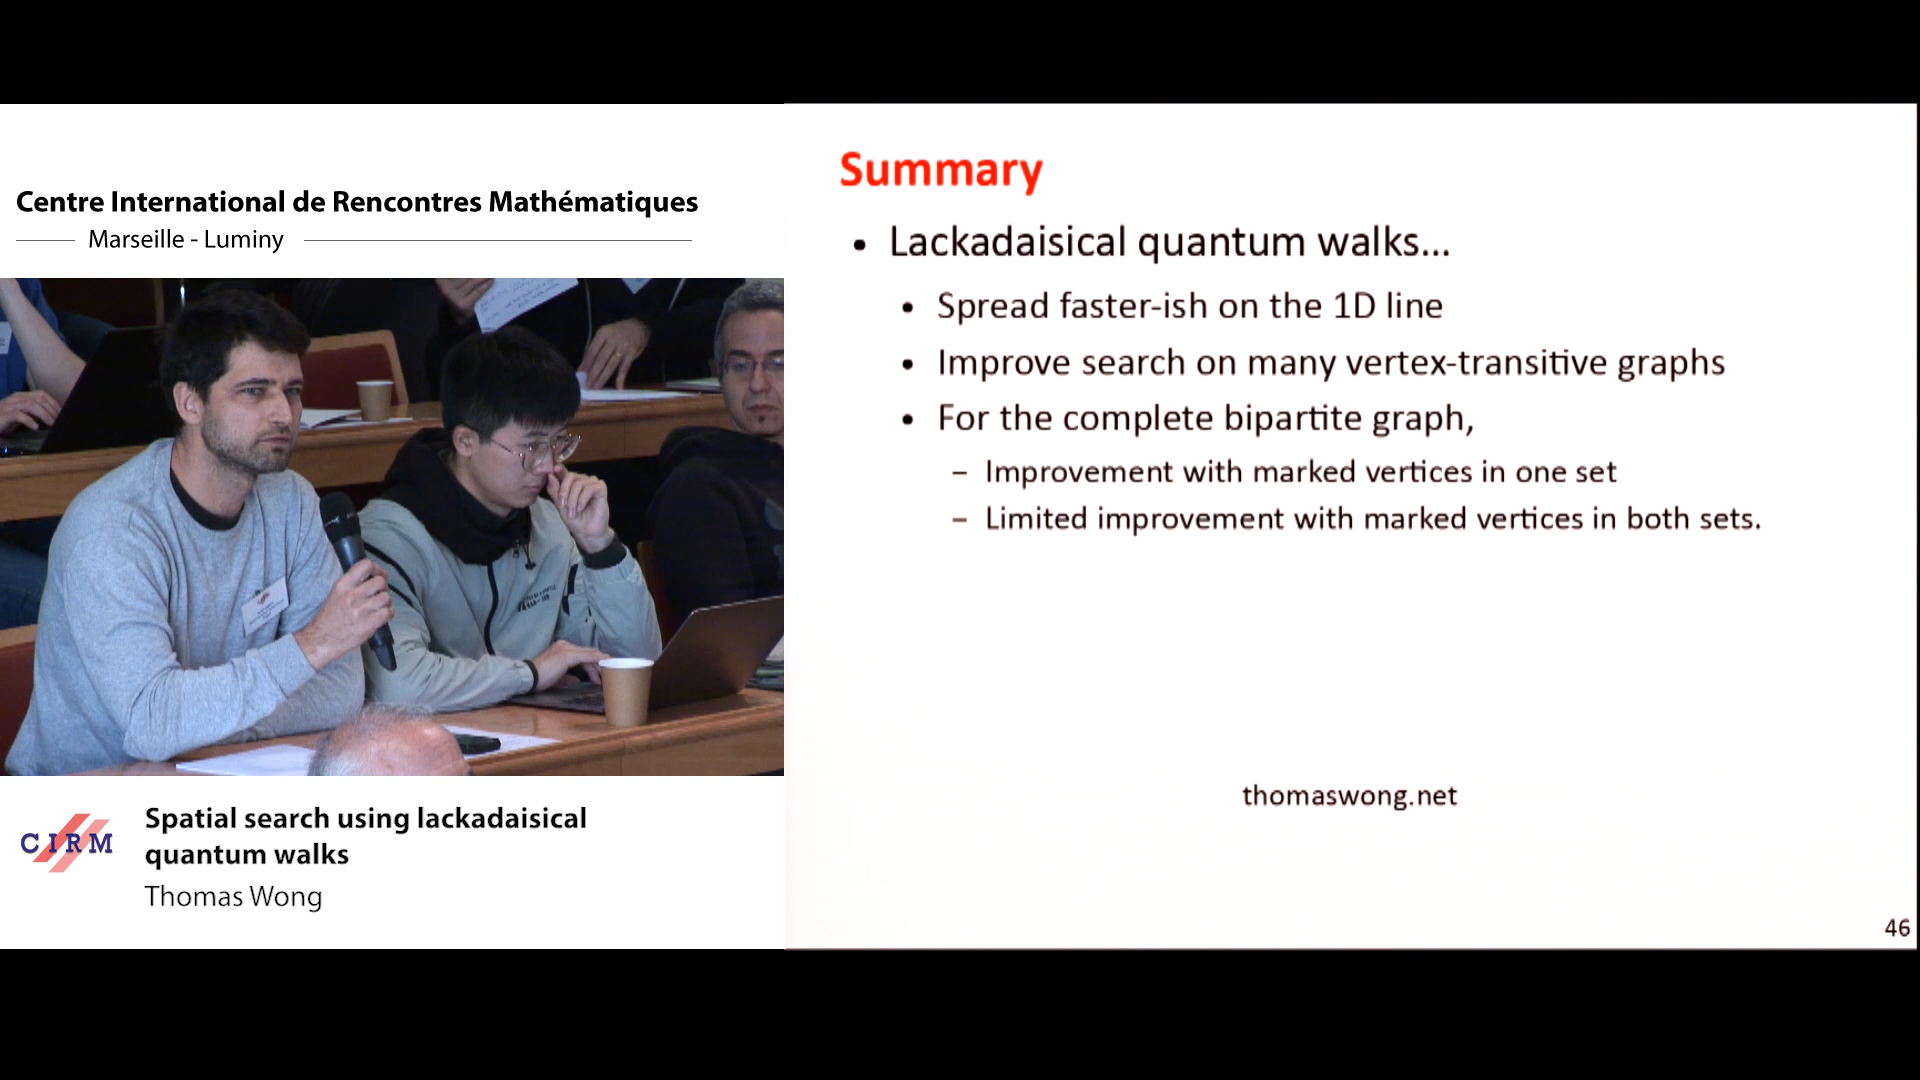 Centre International de Rencontres Mathématiques
Marseille - Luminy
CIRM
Spatial search using lackadaisical
quantum walks
Thomas Wong
Summary
• Lackadaisical quantum walks...
• Spread faster-ish on the 1D line
• Improve search on many vertex-transitive graphs
• For the complete bipartite graph,
– Improvement with marked vertices in one set
– Limited improvement with marked vertices in both sets.
thomaswong.net
46